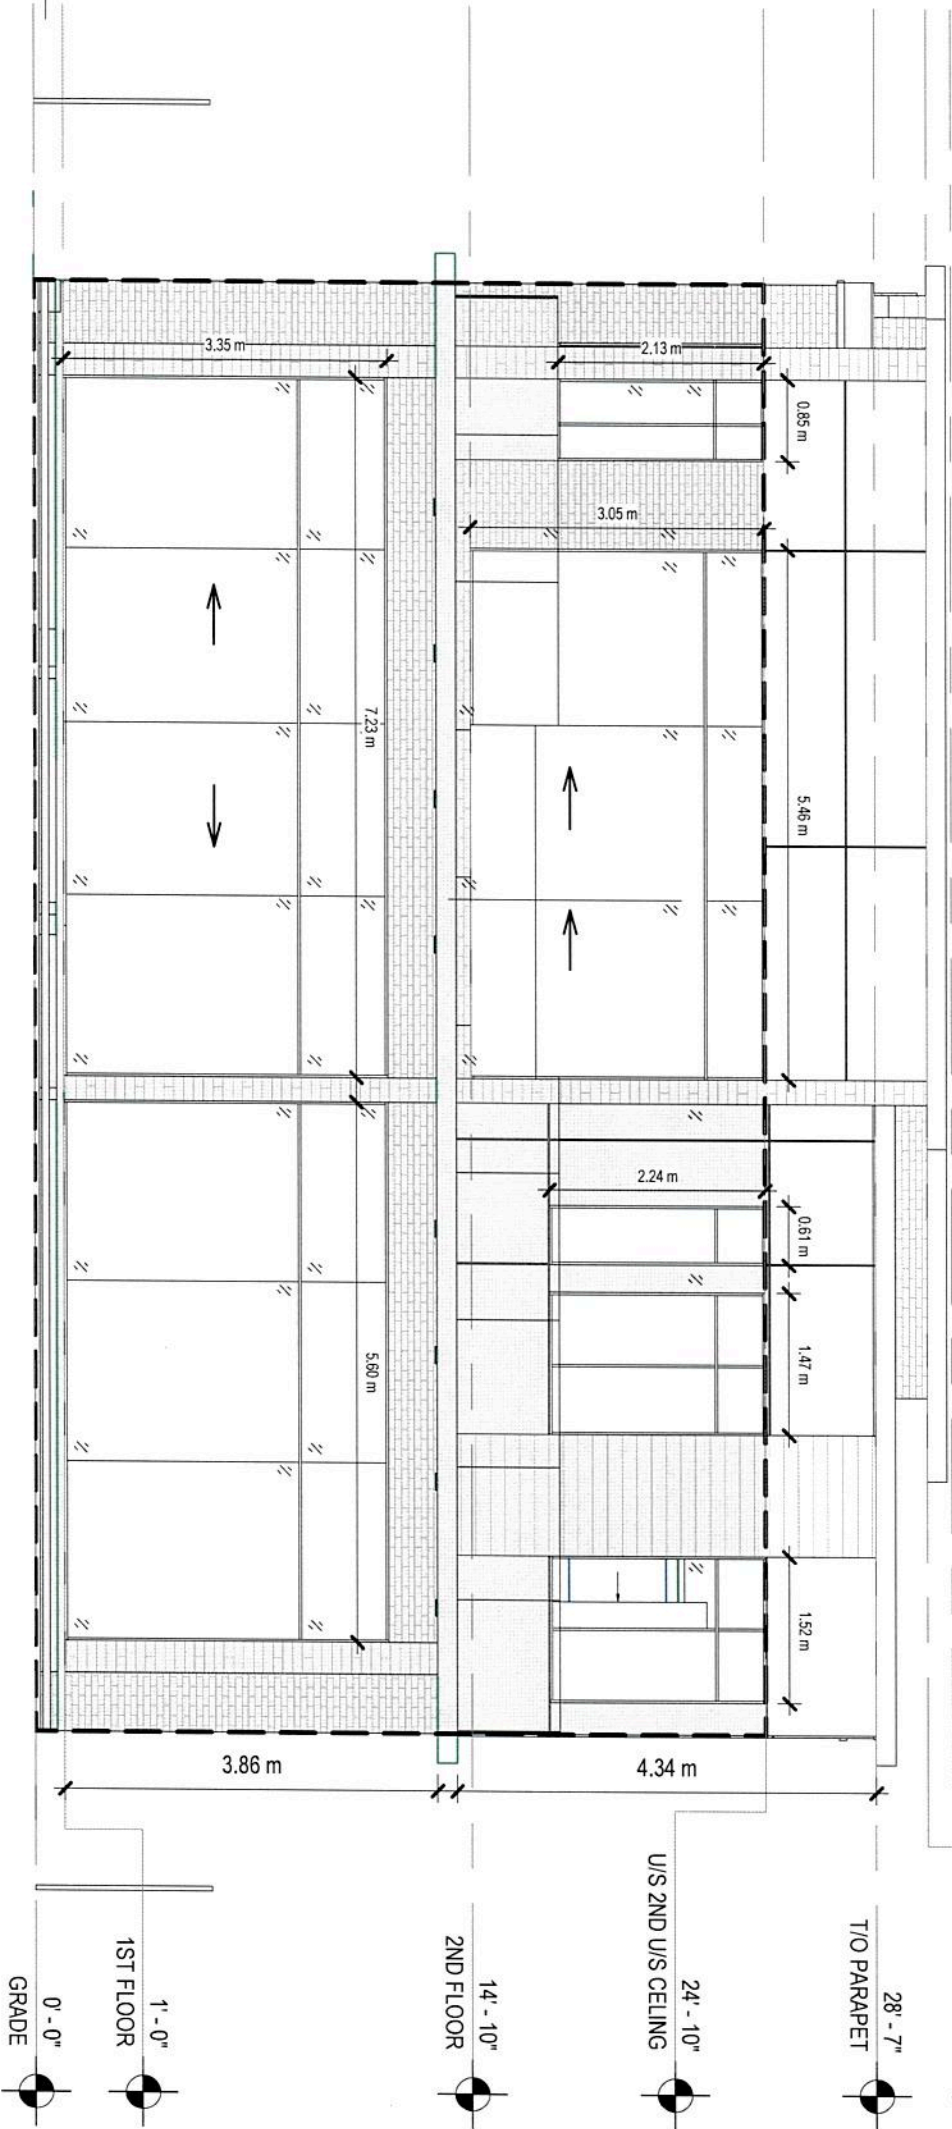 28' - 7"
T/O PARAPET
24' - 10"
U/S 2ND U/S CELING
14' - 10"
2ND FLOOR
1' - 0"
1ST FLOOR
0' - 0"
GRADE
4.34 m
3.86 m
0.85 m
5.46 m
0.61 m
1.47 m
1.52 m
2.13 m
3.05 m
2.24 m
3.35 m
7.23 m
5.60 m